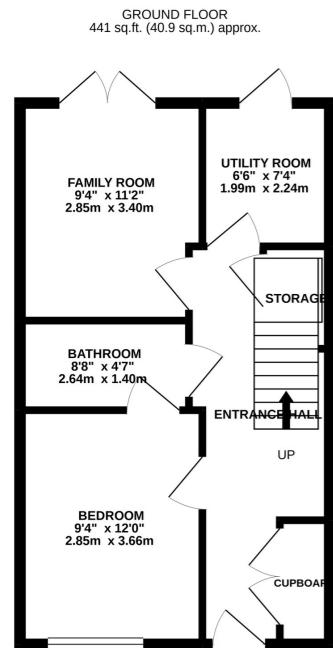 GROUND FLOOR
441 sq.ft. (40.9 sq.m.) approx.
UTILITY ROOM
6'6" x 7'4"
1.99m x 2.24m
FAMILY ROOM
9'4" x 11'2"
2.85m x 3.40m
STORAGE
BATHROOM
8'8" x 4'7"
2.64m x 1.40m
ENTRANCE HALL
UP
BEDROOM
9'4" x 12'0"
2.85m x 3.66m
CUPBOAR